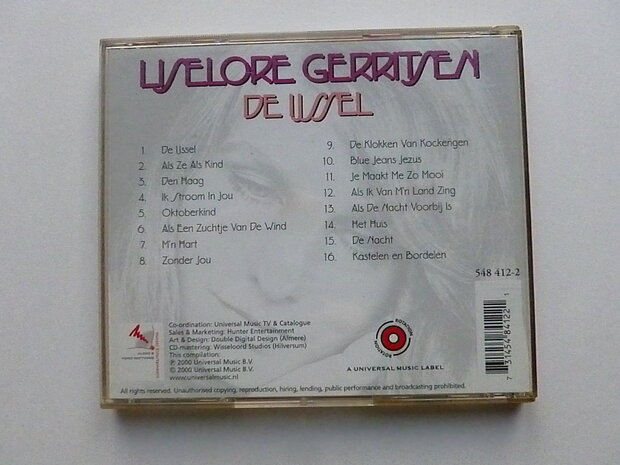 LISELORE GERRITSEN
DE IJSSEL
1. De IJssel
2. Als Ze Als Kind
3. Den Haag
4. Ik Stroom In Jou
5. Oktoberkind
6. Als Een Zuchtje Van De Wind
7. M'n Hart
8. Zonder Jou
9. De Klokken Van Kockengen
10. Blue Jeans Jezus
11. Je Maakt Me Zo Mooi
12. Als Ik Van M'n Land Zing
13. Als De Nacht Voorbij Is
14. Het Huis
15. De Nacht
16. Kastelen en Bordelen
548 412-2
Co-ordination: Universal Music TV & Catalogue
Sales & Marketing: Hunter Entertainment
Art & Design: Double Digital Design (Almere)
CD-mastering: Wisseloord Studios (Hilversum)
This compilation:
℗ 2000 Universal Music B.V.
© 2000 Universal Music B.V.
www.universalmusic.nl
ROTATION
ROTATION
A UNIVERSAL MUSIC LABEL
7 31454 84122 1
All rights reserved. Unauthorised copying, reproduction, hiring, lending, public performance and broadcasting prohibited.